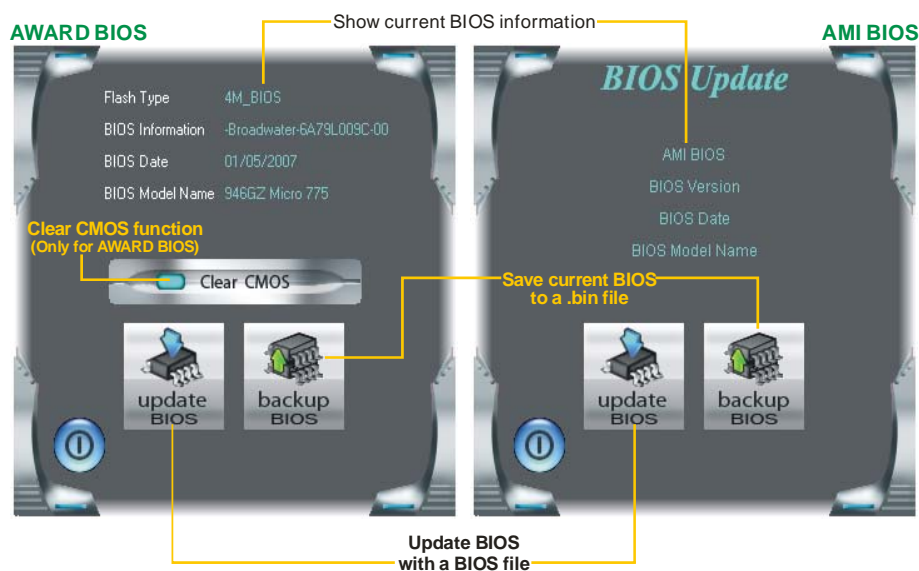 Show current BIOS information
AWARD BIOS
AMI BIOS
Flash Type 4M_BIOS
BIOS Information -Broadwater-6A79L009C-00
BIOS Date 01/05/2007
BIOS Model Name 946GZ Micro 775
Clear CMOS function
(Only for AWARD BIOS)
Clear CMOS
update
BIOS
backup
BIOS
BIOS Update
AMI BIOS
BIOS Version
BIOS Date
BIOS Model Name
Save current BIOS
to a .bin file
update
BIOS
backup
BIOS
Update BIOS
with a BIOS file